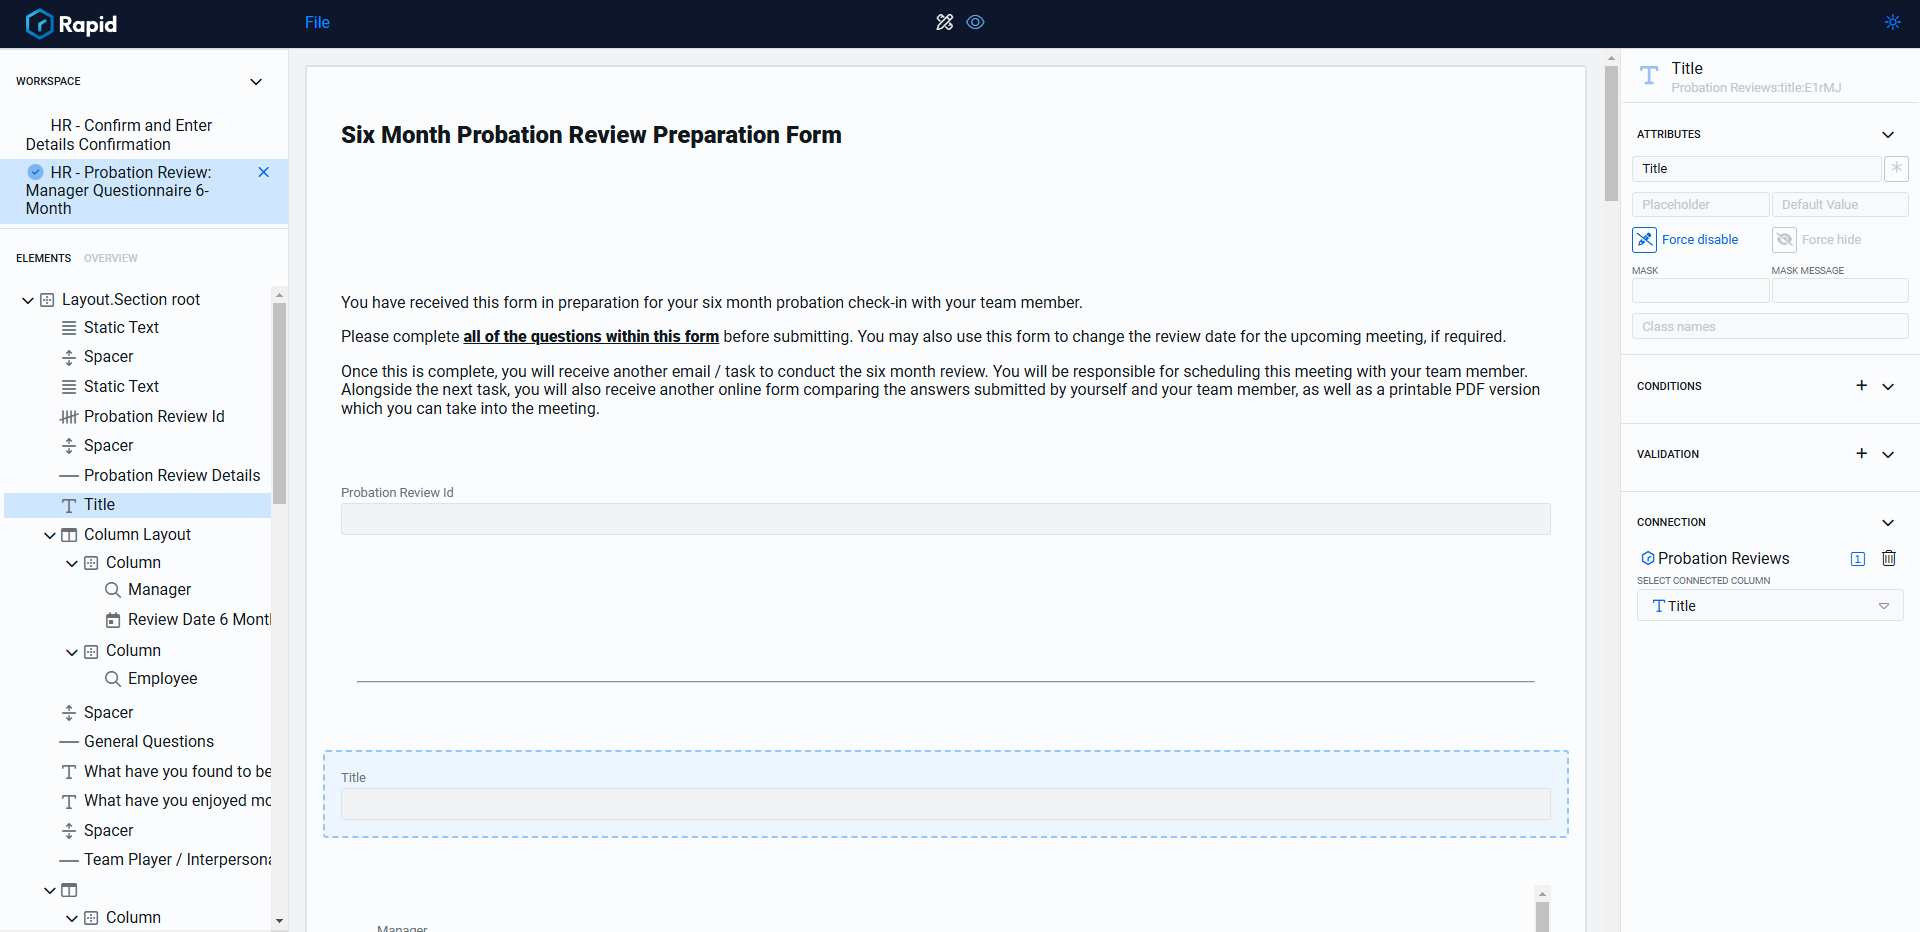 Rapid
File
WORKSPACE
HR - Confirm and Enter
Details Confirmation
HR - Probation Review:
Manager Questionnaire 6-
Month
ELEMENTS OVERVIEW
Layout.Section root
Static Text
Spacer
Static Text
Probation Review Id
Spacer
Probation Review Details
Title
Column Layout
Column
Manager
Review Date 6 Mont
Column
Employee
Spacer
General Questions
What have you found to be
What have you enjoyed mo
Spacer
Team Player / Interpersona
Column
Six Month Probation Review Preparation Form
You have received this form in preparation for your six month probation check-in with your team member.
Please complete all of the questions within this form before submitting. You may also use this form to change the review date for the upcoming meeting, if required.
Once this is complete, you will receive another email / task to conduct the six month review. You will be responsible for scheduling this meeting with your team member.
Alongside the next task, you will also receive another online form comparing the answers submitted by yourself and your team member, as well as a printable PDF version
which you can take into the meeting.
Probation Review Id
Title
Manager
Title
Probation Reviews:title:E1rMJ
ATTRIBUTES
Title
Placeholder Default Value
Force disable Force hide
MASK MASK MESSAGE
Class names
CONDITIONS
VALIDATION
CONNECTION
Probation Reviews 1
SELECT CONNECTED COLUMN
Title